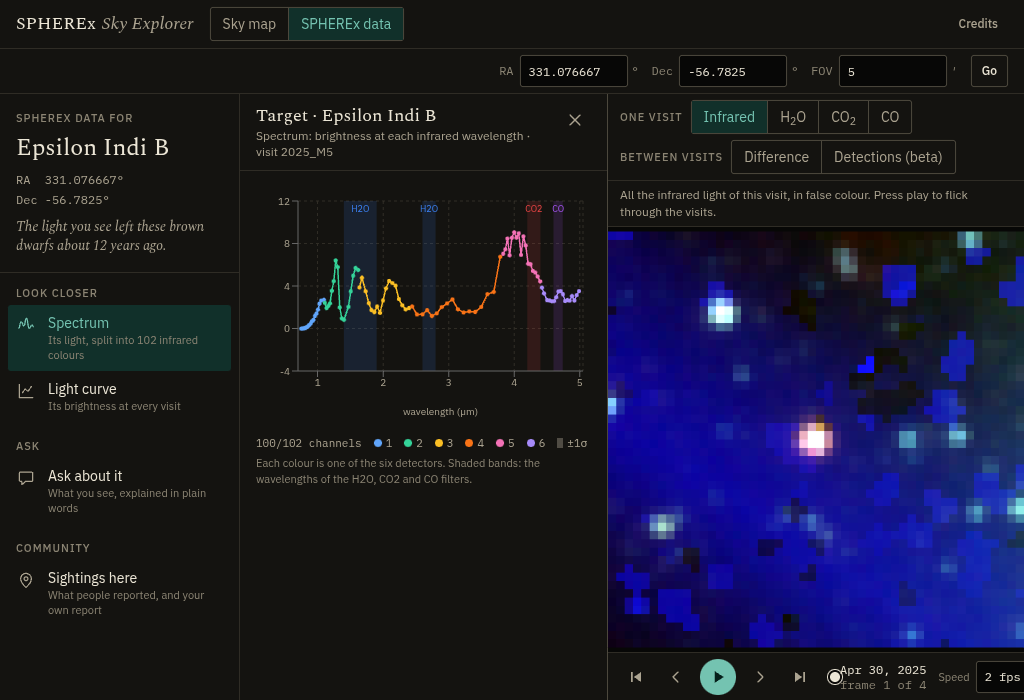 SPHEREx Sky Explorer
Sky map
SPHEREx data
Credits
RA 331.076667 ° Dec -56.7825 ° FOV 5 ′ Go
SPHEREX DATA FOR
Epsilon Indi B
RA 331.076667°
Dec -56.7825°
The light you see left these brown
dwarfs about 12 years ago.
LOOK CLOSER
Spectrum
Its light, split into 102 infrared
colours
Light curve
Its brightness at every visit
ASK
Ask about it
What you see, explained in plain
words
COMMUNITY
Sightings here
What people reported, and your
own report
Target · Epsilon Indi B
Spectrum: brightness at each infrared wavelength ·
visit 2025_M5
12
8
4
0
-4
H2O
H2O
CO2
CO
1 2 3 4 5
wavelength (μm)
100/102 channels 1 2 3 4 5 6 ±1σ
Each colour is one of the six detectors. Shaded bands: the
wavelengths of the H2O, CO2 and CO filters.
ONE VISIT Infrared H₂O CO₂ CO
BETWEEN VISITS Difference Detections (beta)
All the infrared light of this visit, in false colour. Press play to flick
through the visits.
Apr 30, 2025
frame 1 of 4
Speed 2 fps